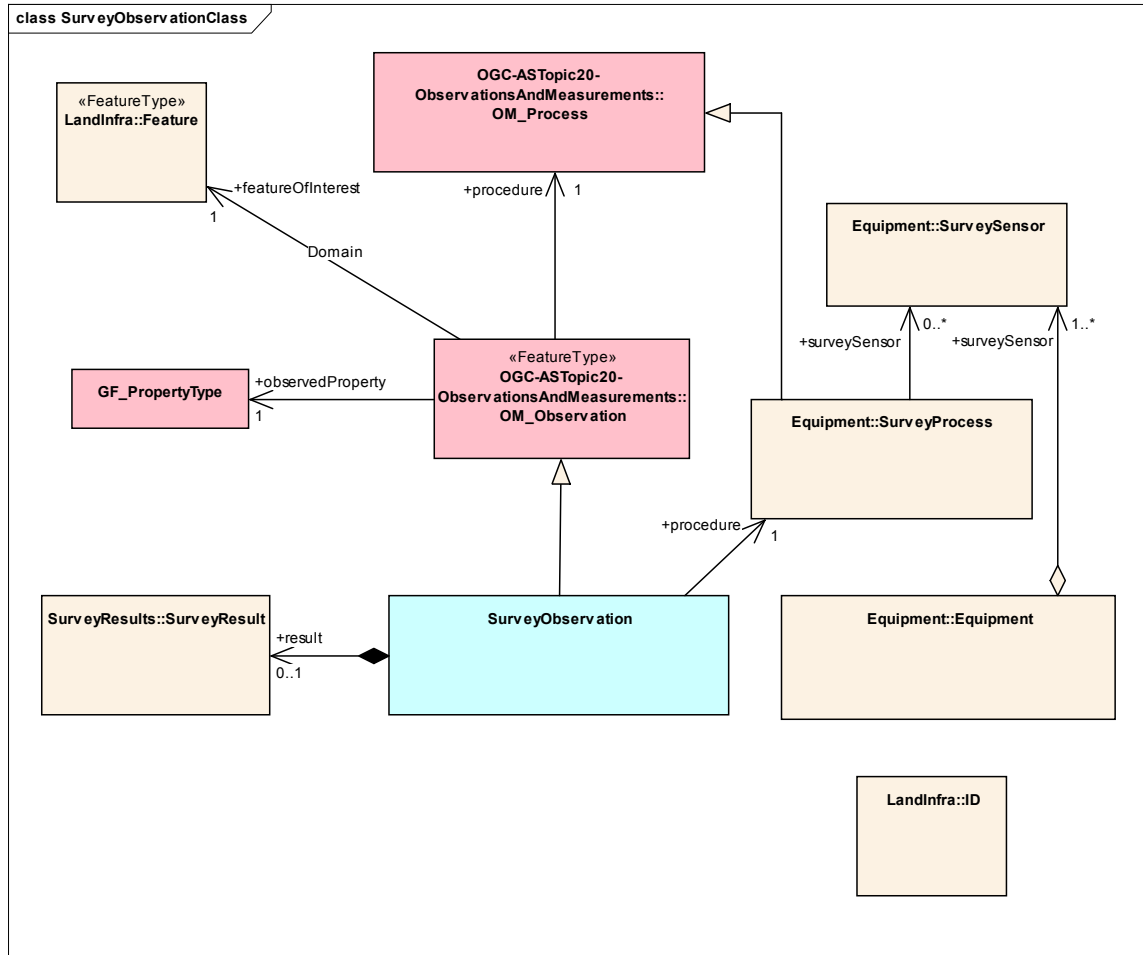 class SurveyObservationClass
OGC-ASTopic20-
ObservationsAndMeasurements::
OM_Process
«FeatureType»
LandInfra::Feature
+featureOfInterest
1
+procedure
1
Domain
Equipment::SurveySensor
+surveySensor
0..*
+surveySensor
1..*
«FeatureType»
OGC-ASTopic20-
ObservationsAndMeasurements::
OM_Observation
GF_PropertyType
+observedProperty
1
Equipment::SurveyProcess
+procedure
1
SurveyResults::SurveyResult
+result
0..1
SurveyObservation
Equipment::Equipment
LandInfra::ID